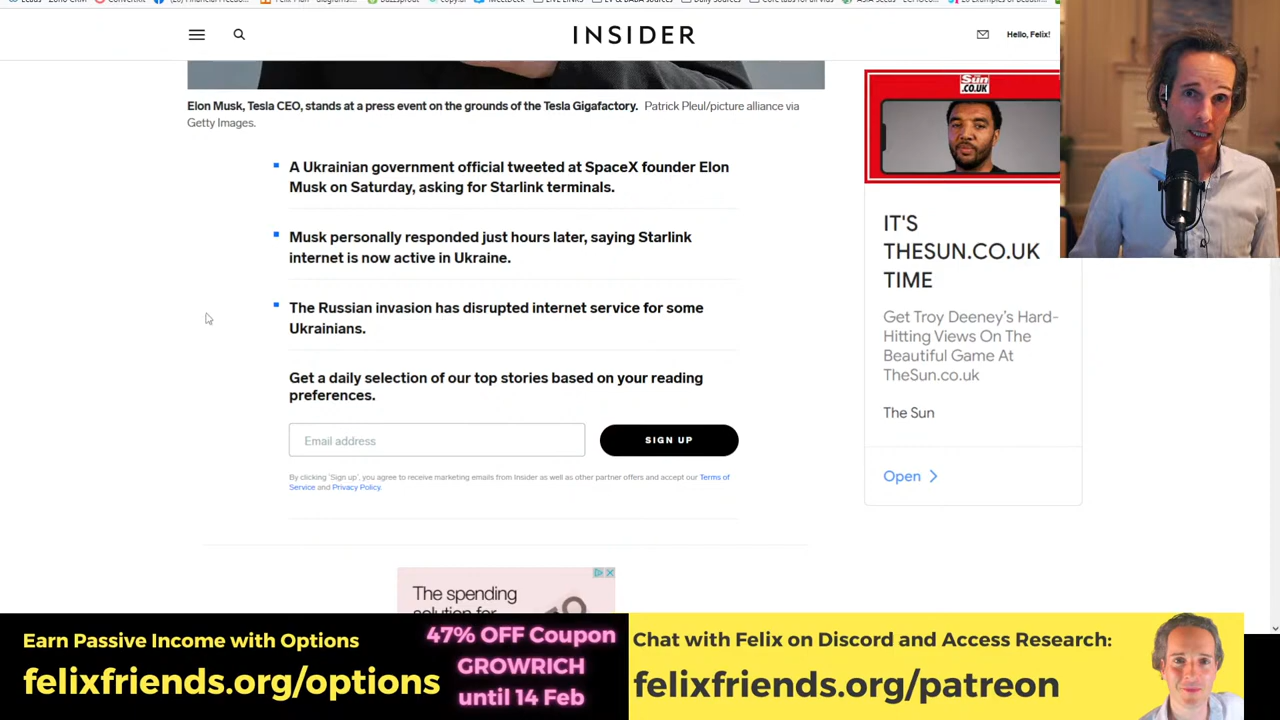 INSIDER
Hello, Felix!
Elon Musk, Tesla CEO, stands at a press event on the grounds of the Tesla Gigafactory. Patrick Pleul/picture alliance via
Getty Images.
A Ukrainian government official tweeted at SpaceX founder Elon
Musk on Saturday, asking for Starlink terminals.
Musk personally responded just hours later, saying Starlink
internet is now active in Ukraine.
The Russian invasion has disrupted internet service for some
Ukrainians.
Get a daily selection of our top stories based on your reading
preferences.
Email address
SIGN UP
By clicking 'Sign up', you agree to receive marketing emails from Insider as well as other partner offers and accept our Terms of
Service and Privacy Policy.
The spending
The Sun
.CO.UK
IT'S
THESUN.CO.UK
TIME
Get Troy Deeney's Hard-
Hitting Views On The
Beautiful Game At
TheSun.co.uk
The Sun
Open
Earn Passive Income with Options
felixfriends.org/options
47% OFF Coupon
GROWRICH
until 14 Feb
Chat with Felix on Discord and Access Research:
felixfriends.org/patreon